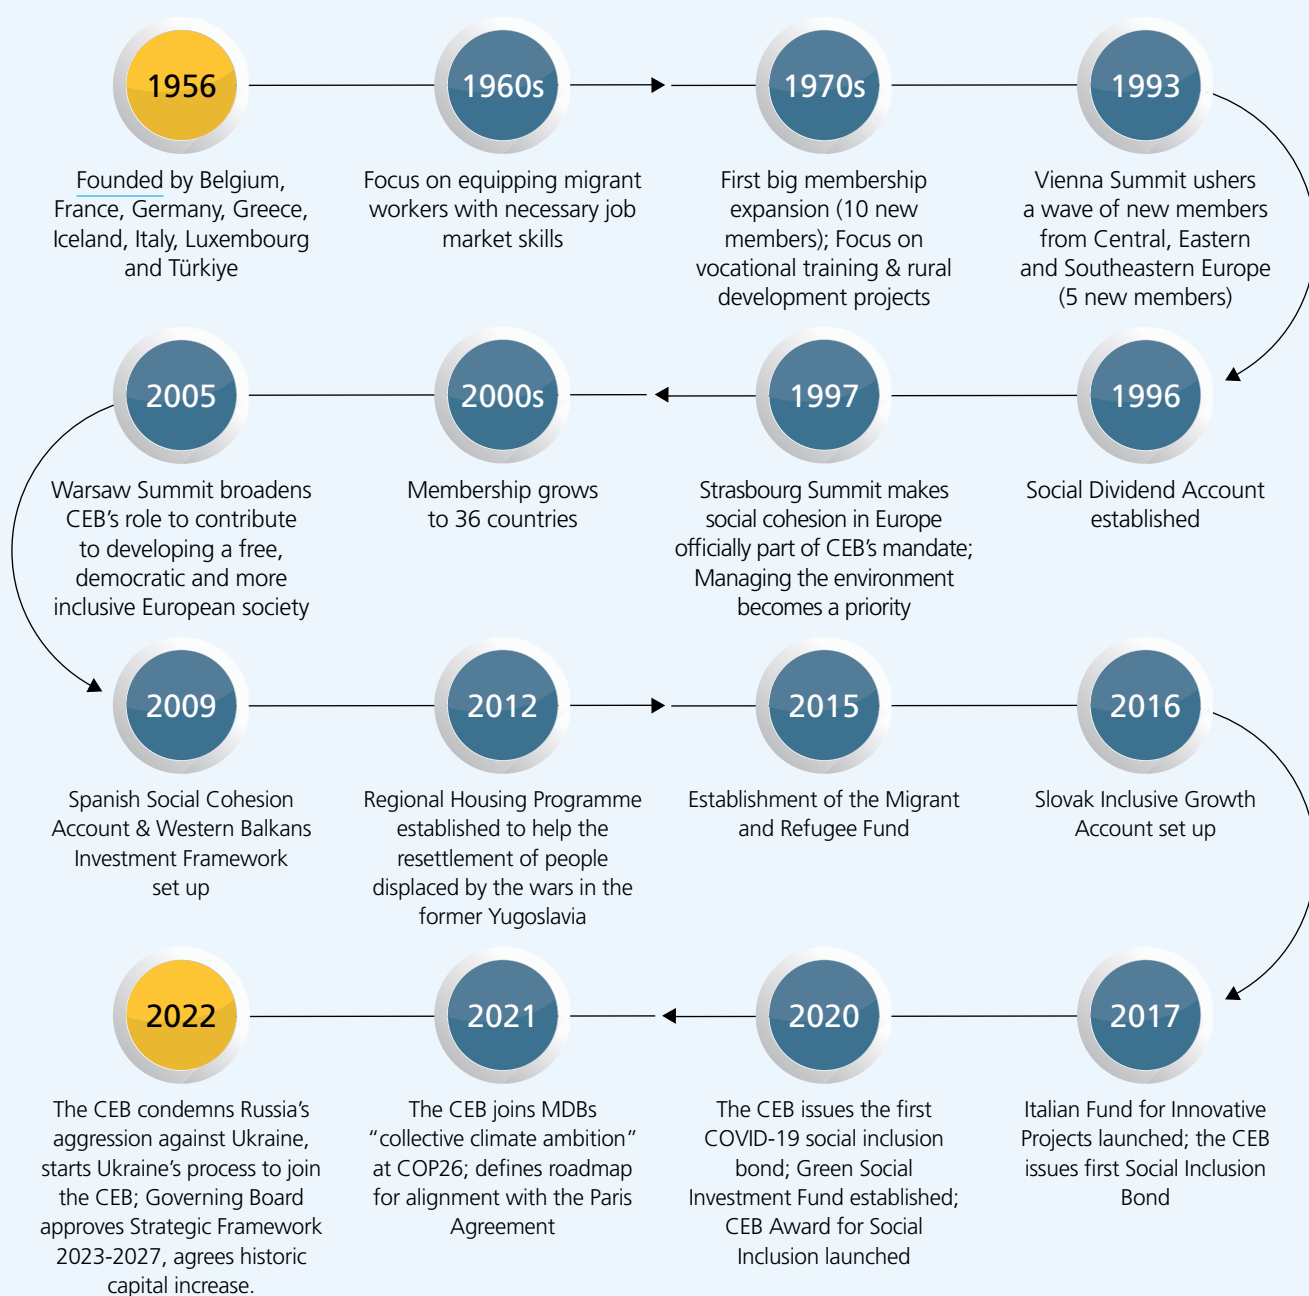 1956
Founded by Belgium,
France, Germany, Greece,
Iceland, Italy, Luxembourg
and Türkiye
1960s
Focus on equipping migrant
workers with necessary job
market skills
1970s
First big membership
expansion (10 new
members); Focus on
vocational training & rural
development projects
1993
Vienna Summit ushers
a wave of new members
from Central, Eastern
and Southeastern Europe
(5 new members)
1996
Social Dividend Account
established
1997
Strasbourg Summit makes
social cohesion in Europe
officially part of CEB’s mandate;
Managing the environment
becomes a priority
2000s
Membership grows
to 36 countries
2005
Warsaw Summit broadens
CEB’s role to contribute
to developing a free,
democratic and more
inclusive European society
2009
Spanish Social Cohesion
Account & Western Balkans
Investment Framework
set up
2012
Regional Housing Programme
established to help the
resettlement of people
displaced by the wars in the
former Yugoslavia
2015
Establishment of the Migrant
and Refugee Fund
2016
Slovak Inclusive Growth
Account set up
2017
Italian Fund for Innovative
Projects launched; the CEB
issues first Social Inclusion
Bond
2020
The CEB issues the first
COVID-19 social inclusion
bond; Green Social
Investment Fund established;
CEB Award for Social
Inclusion launched
2021
The CEB joins MDBs
“collective climate ambition”
at COP26; defines roadmap
for alignment with the Paris
Agreement
2022
The CEB condemns Russia’s
aggression against Ukraine,
starts Ukraine’s process to join
the CEB; Governing Board
approves Strategic Framework
2023-2027, agrees historic
capital increase.